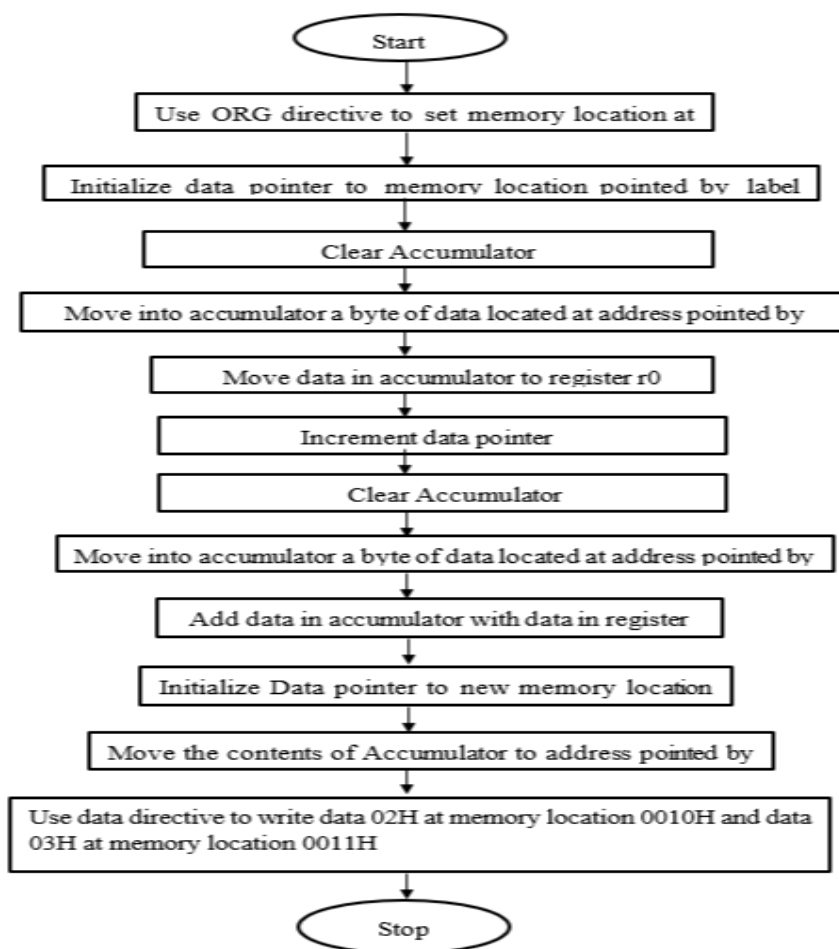 Start
Use ORG directive to set memory location at
Initialize data pointer to memory location pointed by label
Clear Accumulator
Move into accumulator a byte of data located at address pointed by
Move data in accumulator to register r0
Increment data pointer
Clear Accumulator
Move into accumulator a byte of data located at address pointed by
Add data in accumulator with data in register
Initialize Data pointer to new memory location
Move the contents of Accumulator to address pointed by
Use data directive to write data 02H at memory location 0010H and data
03H at memory location 0011H
Stop